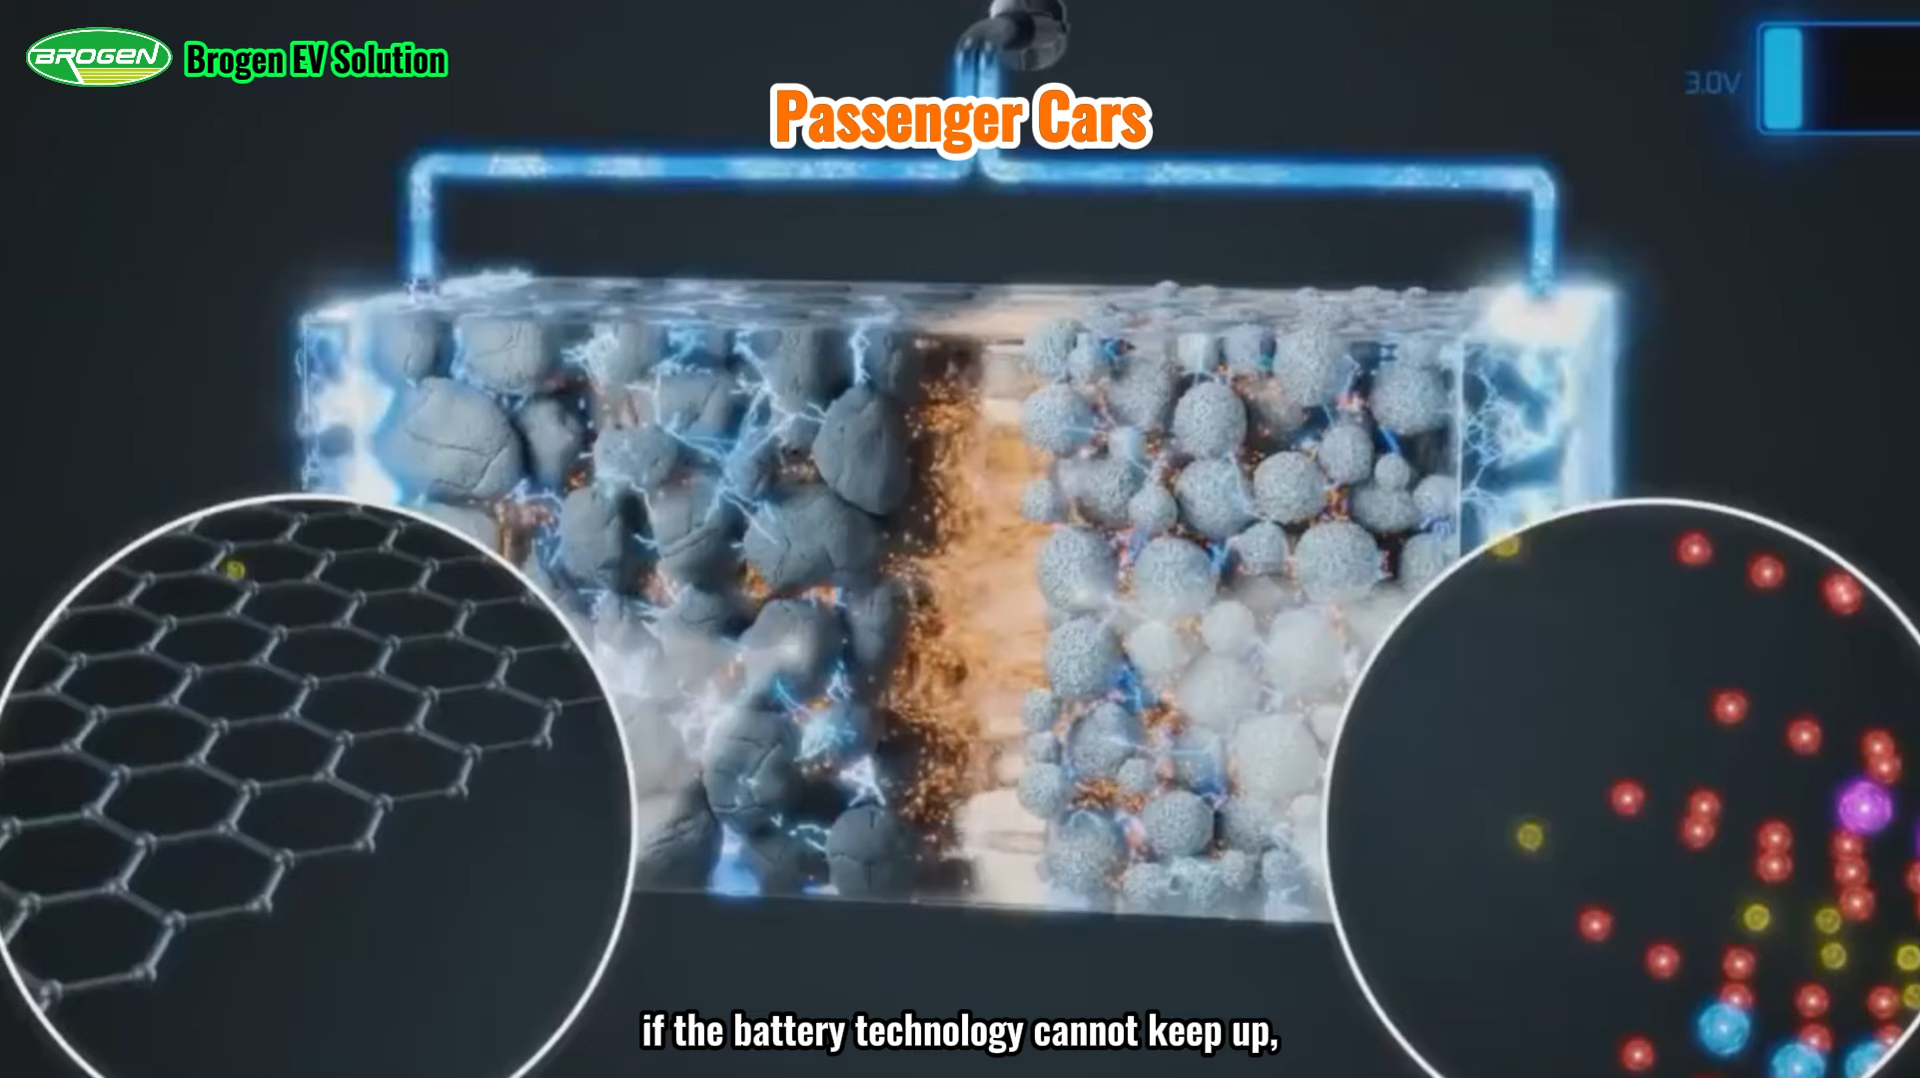 BROGEN
Brogen EV Solution
Passenger Cars
3.0V
if the battery technology cannot keep up,